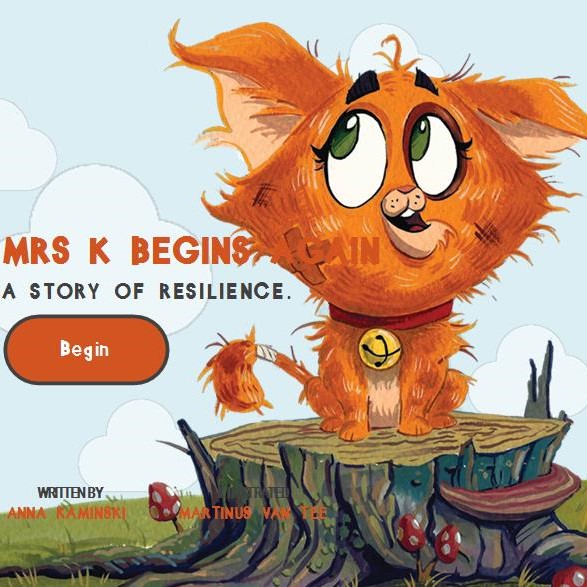 MRS K BEGINS AGAIN
A STORY OF RESILIENCE.
Begin
WRITTEN BY
ANNA KAMINSKI
ILLUSTRATED
MARTINUS VAN TEE